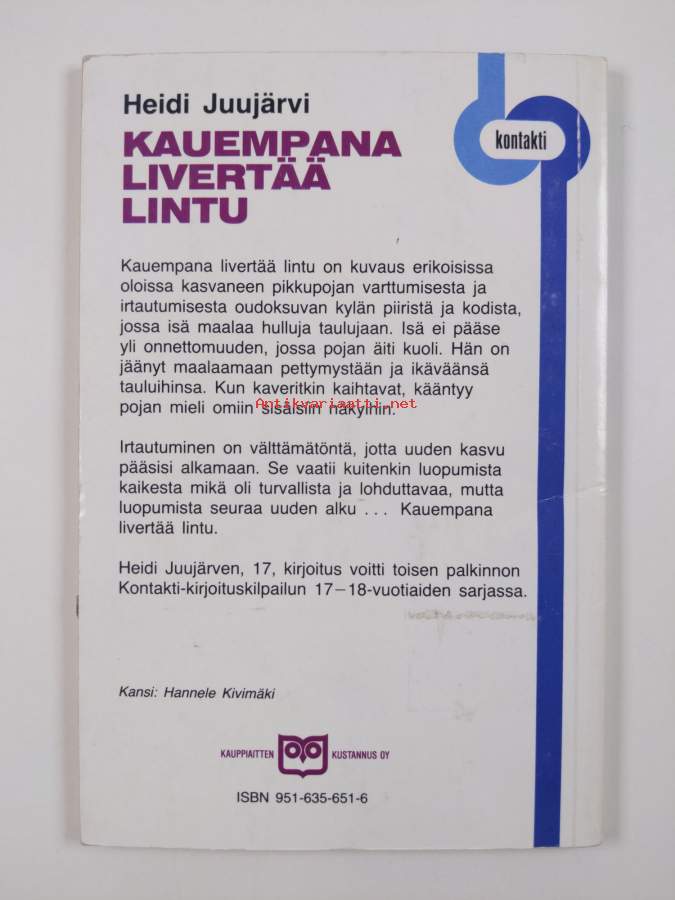 Heidi Juujärvi
kontakti
KAUEMPANA
LIVERTÄÄ
LINTU
Kauempana livertää lintu on kuvaus erikoisissa
oloissa kasvaneen pikkupojan varttumisesta ja
irtautumisesta oudoksuvan kylän piiristä ja kodista,
jossa isä maalaa hulluja taulujaan. Isä ei pääse
yli onnettomuuden, jossa pojan äiti kuoli. Hän on
jäänyt maalaamaan pettymystään ja ikäväänsä
tauluihinsa. Kun kaveritkin kaihtavat, kääntyy
pojan mieli omiin sisäisiin näkyihin.
Antikvariaatti.net
Irtautuminen on välttämätöntä, jotta uuden kasvu
pääsisi alkamaan. Se vaatii kuitenkin luopumista
kaikesta mikä oli turvallista ja lohduttavaa, mutta
luopumista seuraa uuden alku ... Kauempana
livertää lintu.
Heidi Juujärven, 17, kirjoitus voitti toisen palkinnon
Kontakti-kirjoituskilpailun 17–18-vuotiaiden sarjassa.
Kansi: Hannele Kivimäki
KAUPPIAITTEN KUSTANNUS OY
ISBN 951-635-651-6